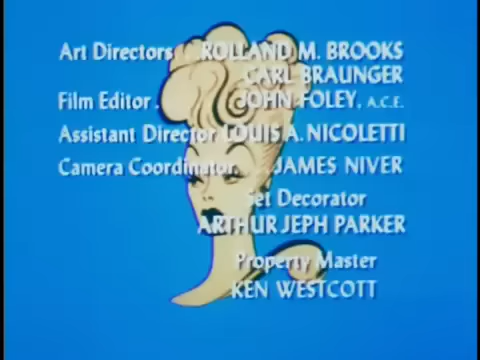 Art Directors ROLLAND M. BROOKS
CARL BRAUNGER
Film Editor . JOHN FOLEY, A.C.E.
Assistant Director LOUIS A. NICOLETTI
Camera Coordinator. JAMES NIVER
Set Decorator
ARTHUR JEPH PARKER
Property Master
KEN WESTCOTT